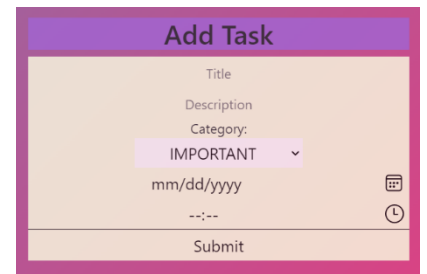 Add Task
Title
Description
Category:
IMPORTANT
mm/dd/yyyy
--:--
Submit